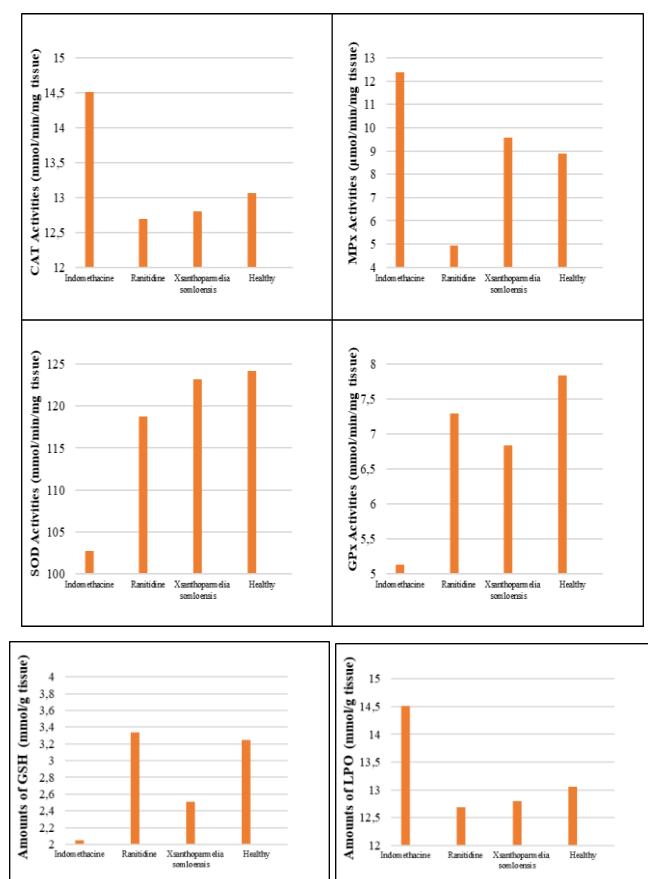 CAT Activities (mmol/min/mg tissue)
15
14,5
14
13,5
13
12,5
12
Indomethacine Ranitidine Xsanthoparmelia Healthy
somloensis
MPx Activities (µmol/min/mg tissue)
13
12
11
10
9
8
7
6
5
4
Indomethacine Ranitidine Xsanthoparmelia Healthy
somloensis
SOD Activities (mmol/min/mg tissue)
125
120
115
110
105
100
Indomethacine Ranitidine Xsanthoparmelia Healthy
somloensis
GPx Activities (mmol/min/mg tissue)
8
7,5
7
6,5
6
5,5
5
Indomethacine Ranitidine Xsanthoparmelia Healthy
somloensis
Amounts of GSH (mmol/g tissue)
4
3,8
3,6
3,4
3,2
3
2,8
2,6
2,4
2,2
2
Indomethacine Ranitidine Xsanthoparmelia Healthy
somloensis
Amounts of LPO (mmol/g tissue)
15
14,5
14
13,5
13
12,5
12
Indomethacine Ranitidine Xsanthoparmelia Healthy
somloensis